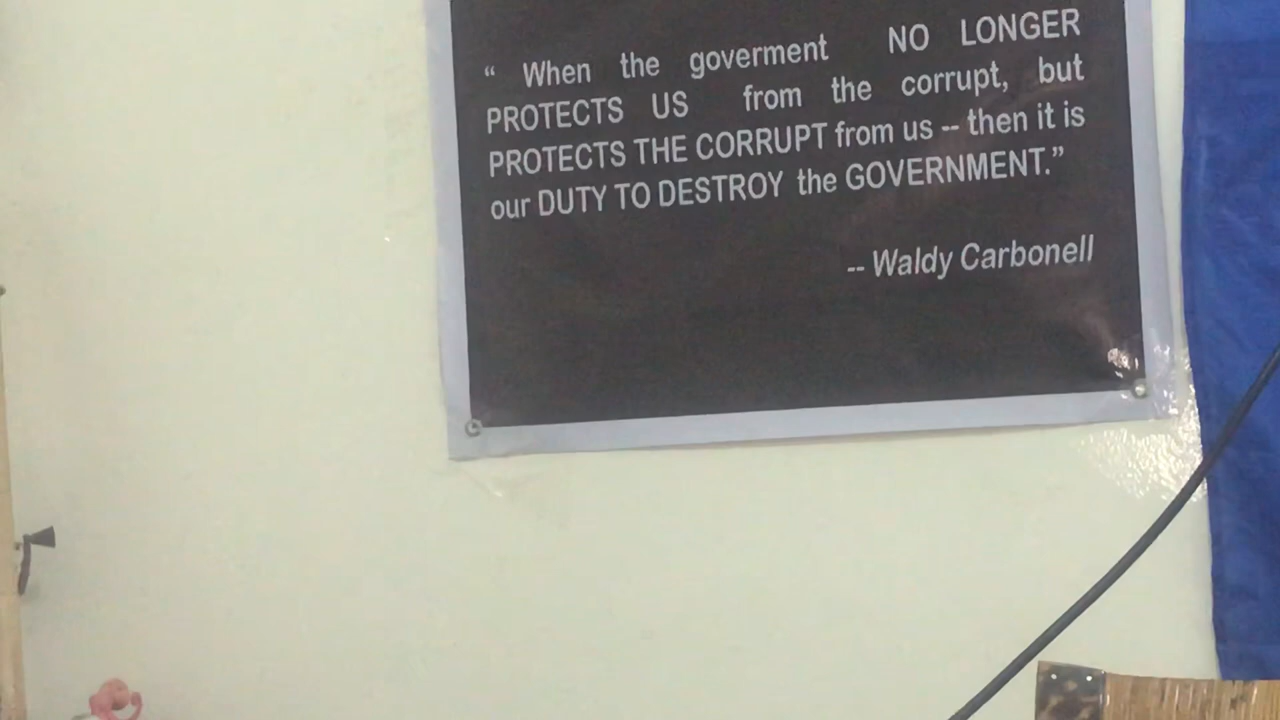 “ When the goverment NO LONGER
PROTECTS US from the corrupt, but
PROTECTS THE CORRUPT from us -- then it is
our DUTY TO DESTROY the GOVERNMENT.”
-- Waldy Carbonell